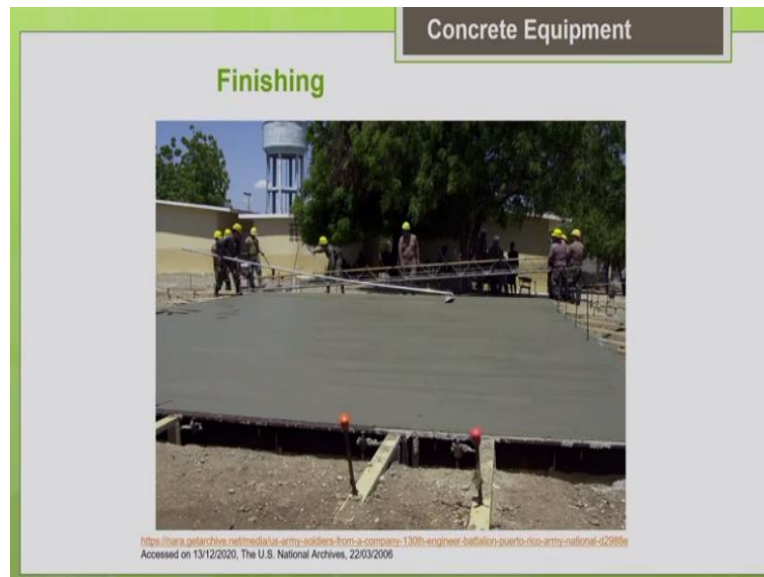 Concrete Equipment
Finishing
https://nara.getarchive.net/media/us-army-soldiers-from-a-company-130th-engineer-battalion-puerto-rico-army-national-d2988e
Accessed on 13/12/2020, The U.S. National Archives, 22/03/2006